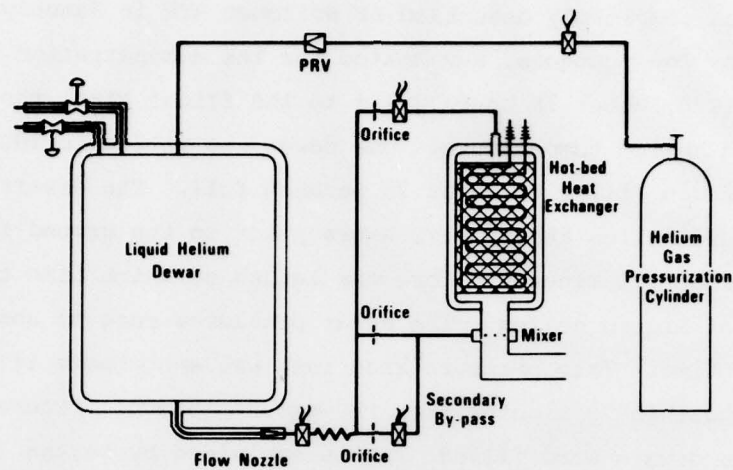 PRV
Orifice
Hot-bed
Heat
Exchanger
Liquid Helium
Dewar
Helium
Gas
Pressurization
Cylinder
Orifice
Mixer
Secondary
By-pass
Flow Nozzle
Orifice